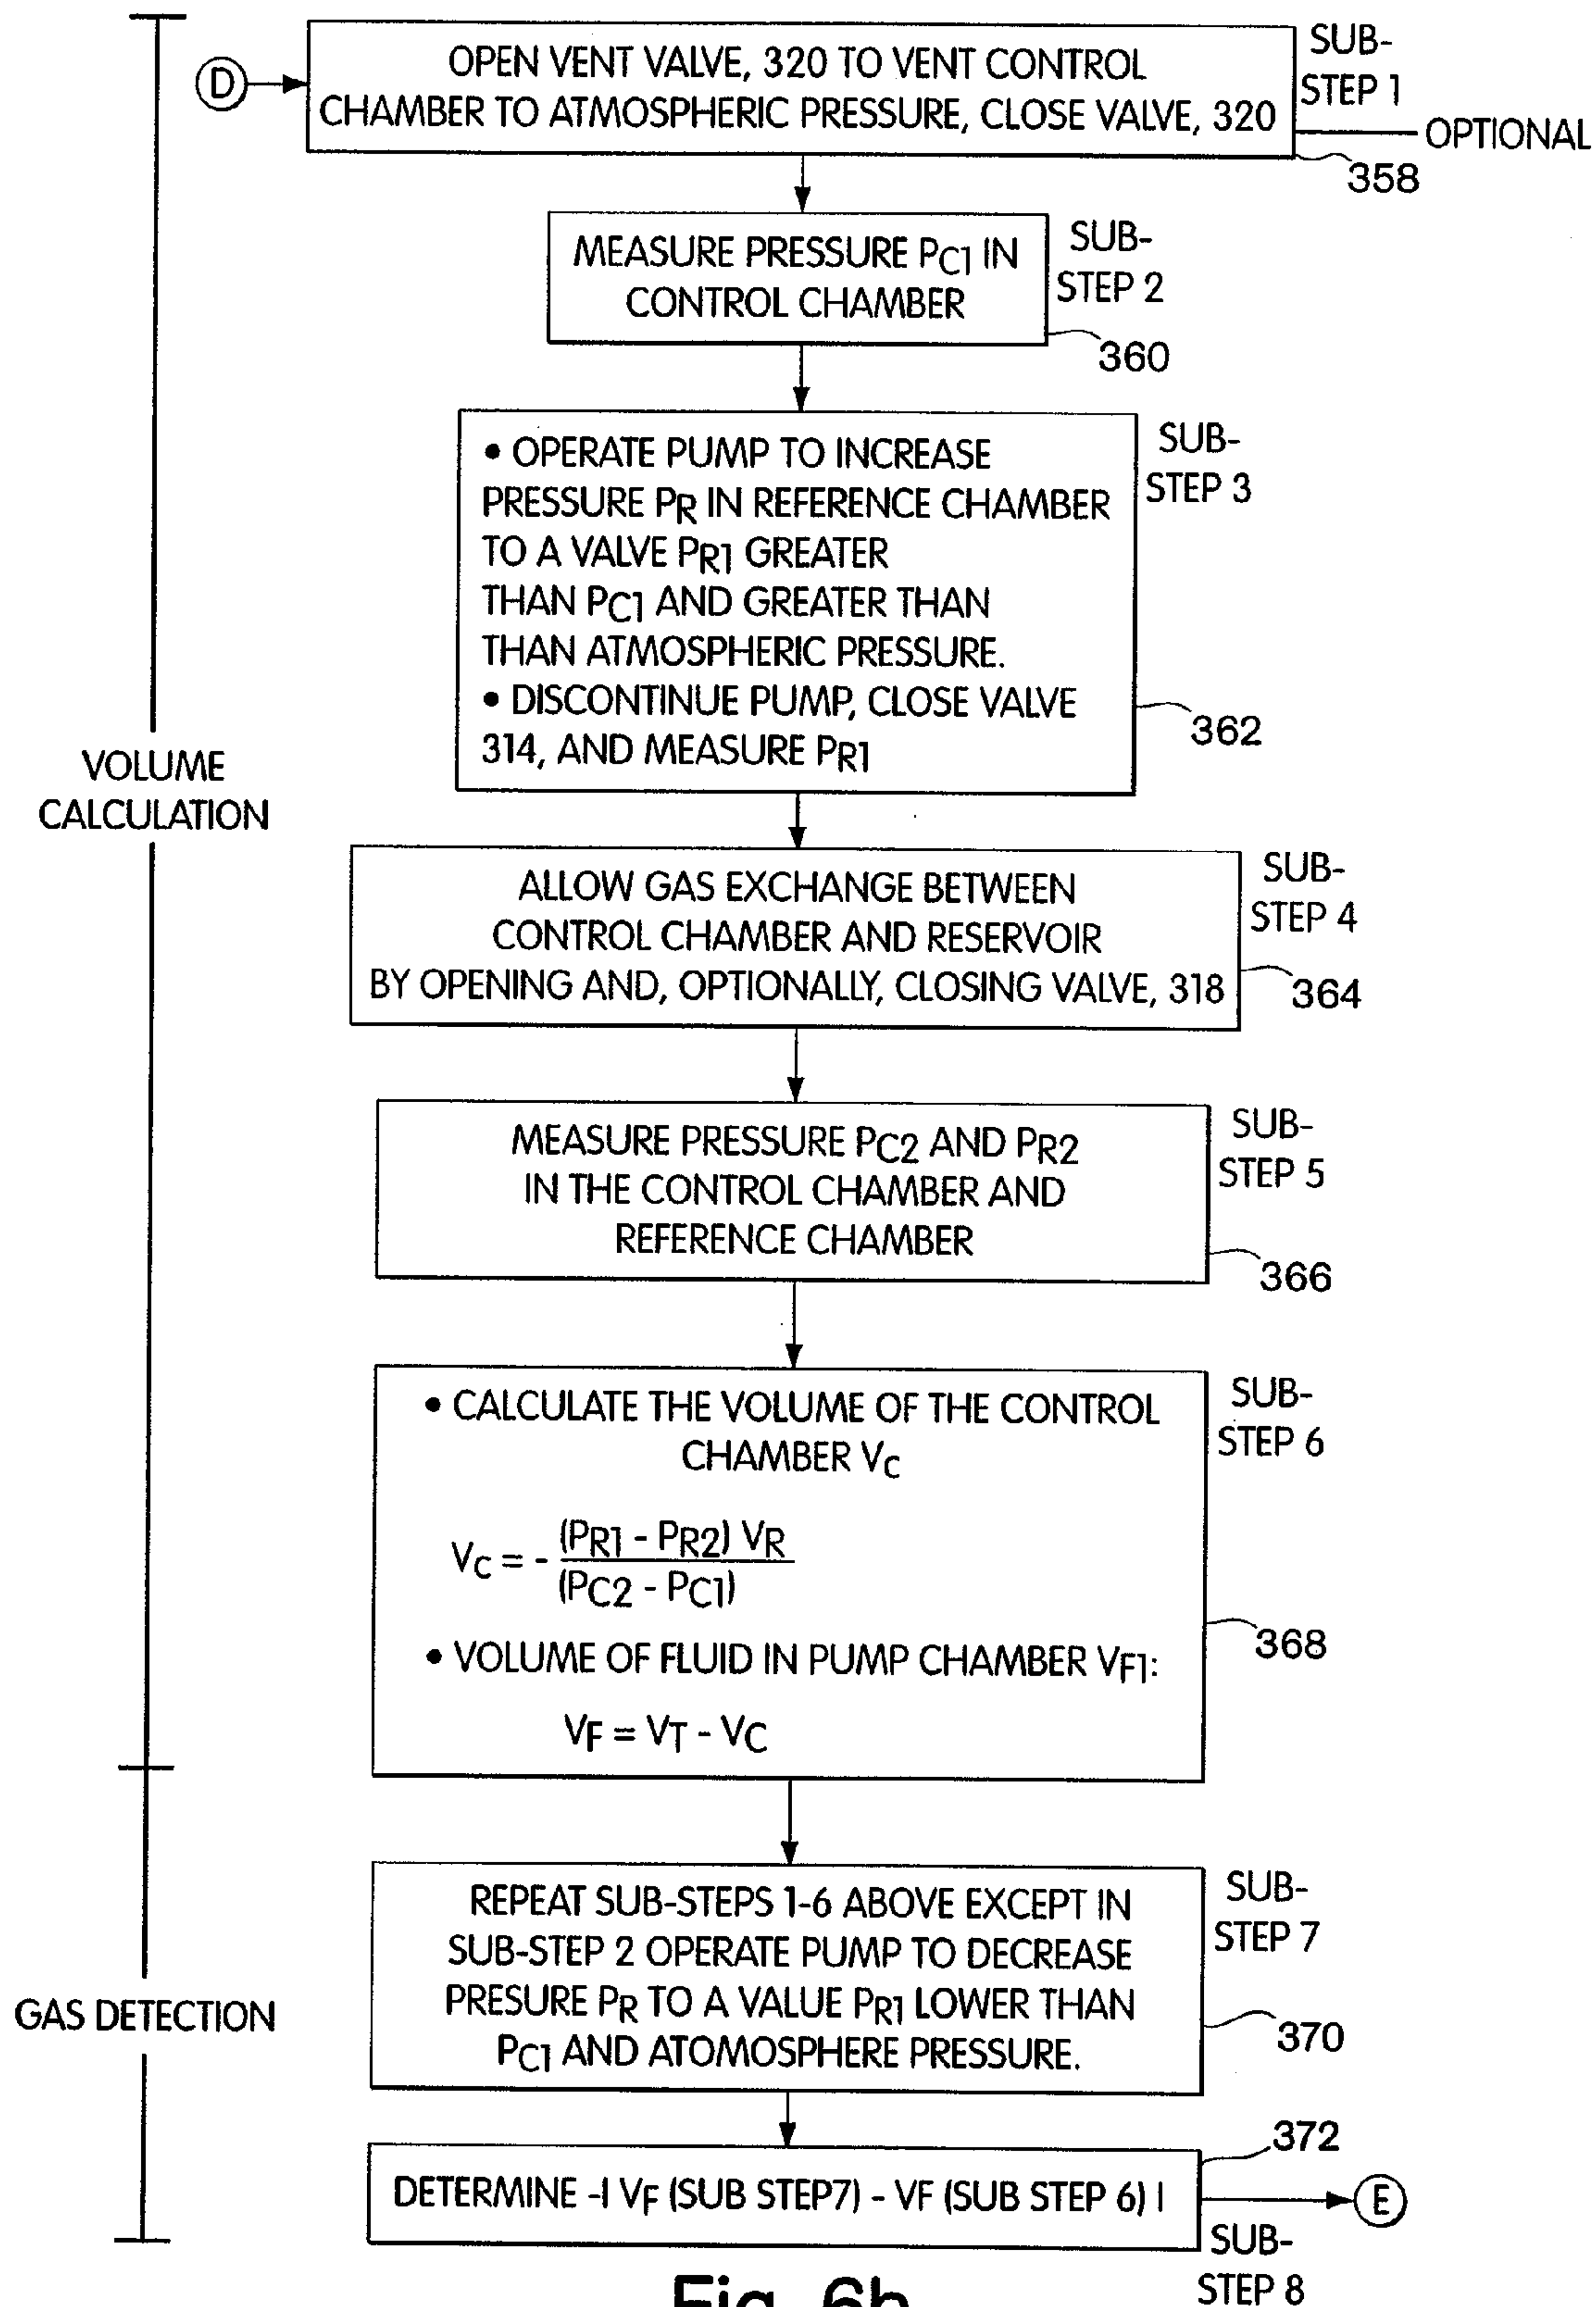 D
OPEN VENT VALVE, 320 TO VENT CONTROL
CHAMBER TO ATMOSPHERIC PRESSURE, CLOSE VALVE, 320
SUB-
STEP 1
OPTIONAL
358
MEASURE PRESSURE PC1 IN
CONTROL CHAMBER
SUB-
STEP 2
360
• OPERATE PUMP TO INCREASE
PRESSURE PR IN REFERENCE CHAMBER
TO A VALVE PR1 GREATER
THAN PC1 AND GREATER THAN
THAN ATMOSPHERIC PRESSURE.
• DISCONTINUE PUMP, CLOSE VALVE
314, AND MEASURE PR1
SUB-
STEP 3
362
VOLUME
CALCULATION
ALLOW GAS EXCHANGE BETWEEN
CONTROL CHAMBER AND RESERVOIR
BY OPENING AND, OPTIONALLY, CLOSING VALVE, 318
SUB-
STEP 4
364
MEASURE PRESSURE PC2 AND PR2
IN THE CONTROL CHAMBER AND
REFERENCE CHAMBER
SUB-
STEP 5
366
• CALCULATE THE VOLUME OF THE CONTROL
CHAMBER VC
VC = - (PR1 - PR2) VR
(PC2 - PC1)
• VOLUME OF FLUID IN PUMP CHAMBER VF1:
VF = VT - VC
SUB-
STEP 6
368
REPEAT SUB-STEPS 1-6 ABOVE EXCEPT IN
SUB-STEP 2 OPERATE PUMP TO DECREASE
PRESURE PR TO A VALUE PR1 LOWER THAN
PC1 AND ATOMOSPHERE PRESSURE.
SUB-
STEP 7
370
GAS DETECTION
DETERMINE -| VF (SUB STEP7) - VF (SUB STEP 6) |
372
E
SUB-
STEP 8
Fig. 6b